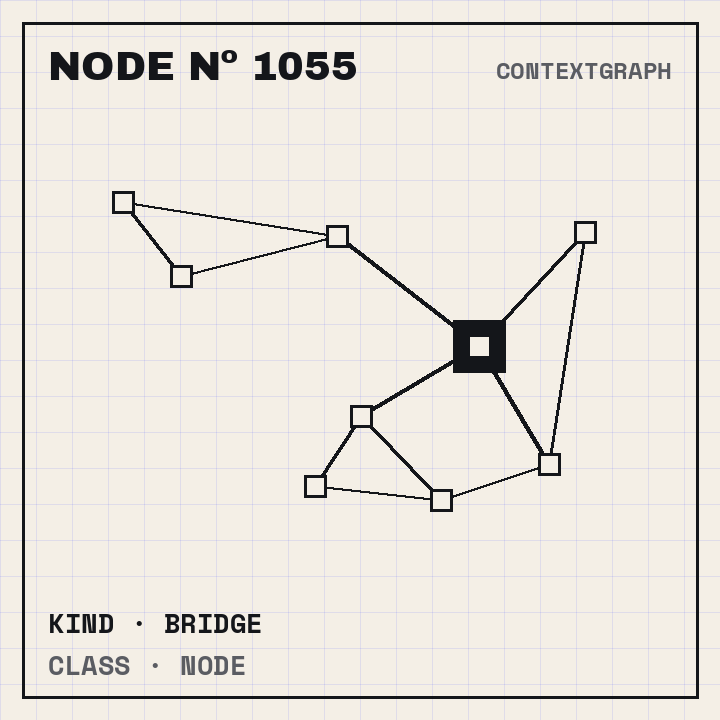 NODE Nº 1055
CONTEXTGRAPH
KIND · BRIDGE
CLASS · NODE